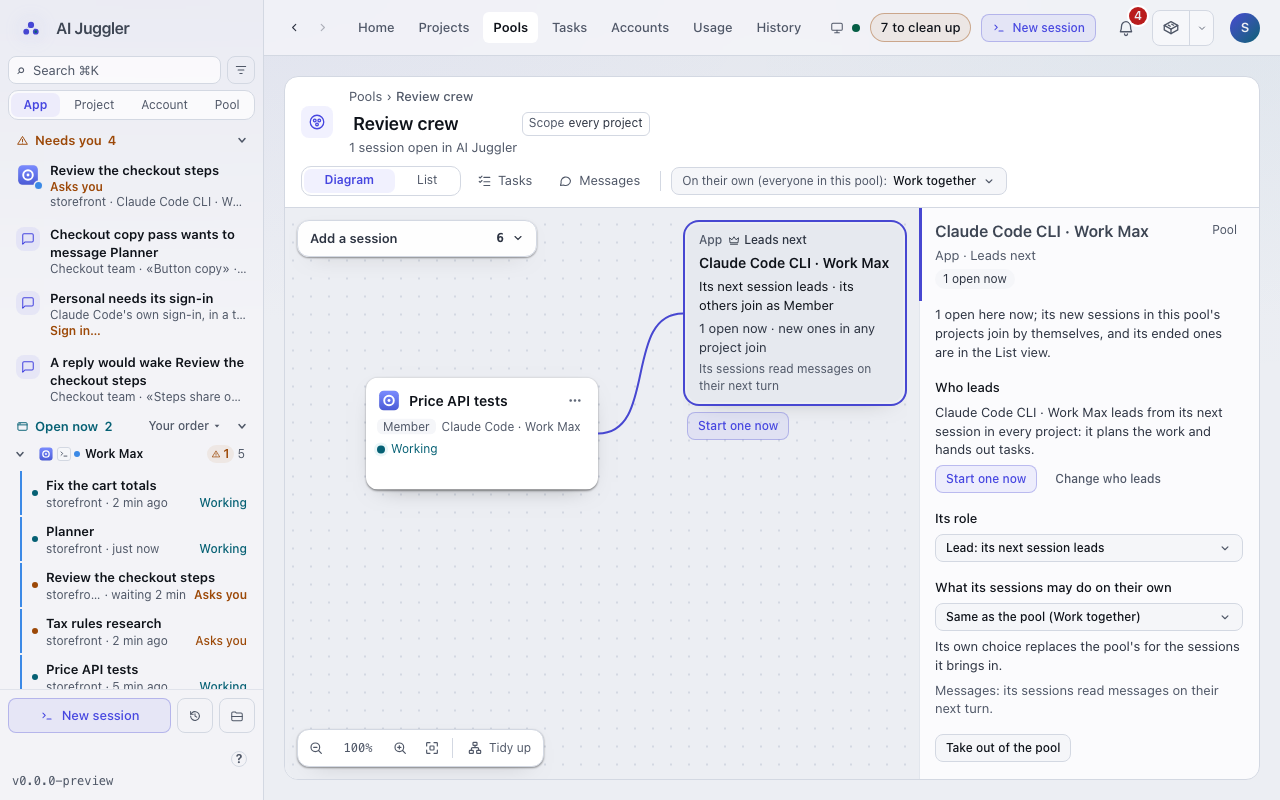 AI Juggler
Search ⌘K
App Project Account Pool
Needs you 4
Review the checkout steps
Asks you
storefront · Claude Code CLI · W…
Checkout copy pass wants to
message Planner
Checkout team · «Button copy» ·…
Personal needs its sign-in
Claude Code's own sign-in, in a t…
Sign in…
A reply would wake Review the
checkout steps
Checkout team · «Steps share o…
Open now 2 Your order
Work Max 1 5
Fix the cart totals
storefront · 2 min ago Working
Planner
storefront · just now Working
Review the checkout steps
storefro… · waiting 2 min Asks you
Tax rules research
storefront · 2 min ago Asks you
Price API tests
storefront · 5 min ago Working
New session
?
v0.0.0-preview
Home Projects Pools Tasks Accounts Usage History 7 to clean up New session 4 S
Pools › Review crew
Review crew
Scope every project
1 session open in AI Juggler
Diagram List Tasks Messages On their own (everyone in this pool): Work together
Add a session 6
App Leads next
Claude Code CLI · Work Max
Its next session leads · its
others join as Member
1 open now · new ones in any
project join
Its sessions read messages on
their next turn
Start one now
Price API tests
Member Claude Code · Work Max
Working
100% Tidy up
Claude Code CLI · Work Max Pool
App · Leads next
1 open now
1 open here now; its new sessions in this pool's
projects join by themselves, and its ended ones
are in the List view.
Who leads
Claude Code CLI · Work Max leads from its next
session in every project: it plans the work and
hands out tasks.
Start one now Change who leads
Its role
Lead: its next session leads
What its sessions may do on their own
Same as the pool (Work together)
Its own choice replaces the pool's for the sessions
it brings in.
Messages: its sessions read messages on their
next turn.
Take out of the pool